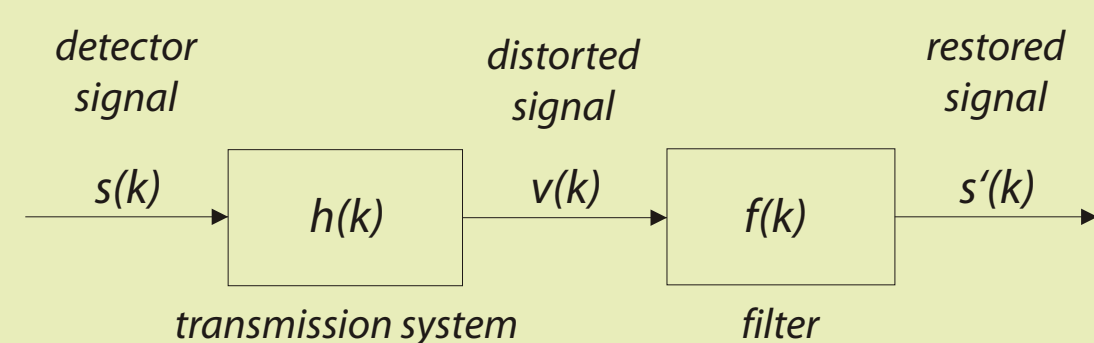 detector
signal
distorted
signal
restored
signal
s(k)
h(k)
v(k)
f(k)
s‘(k)
transmission system
filter